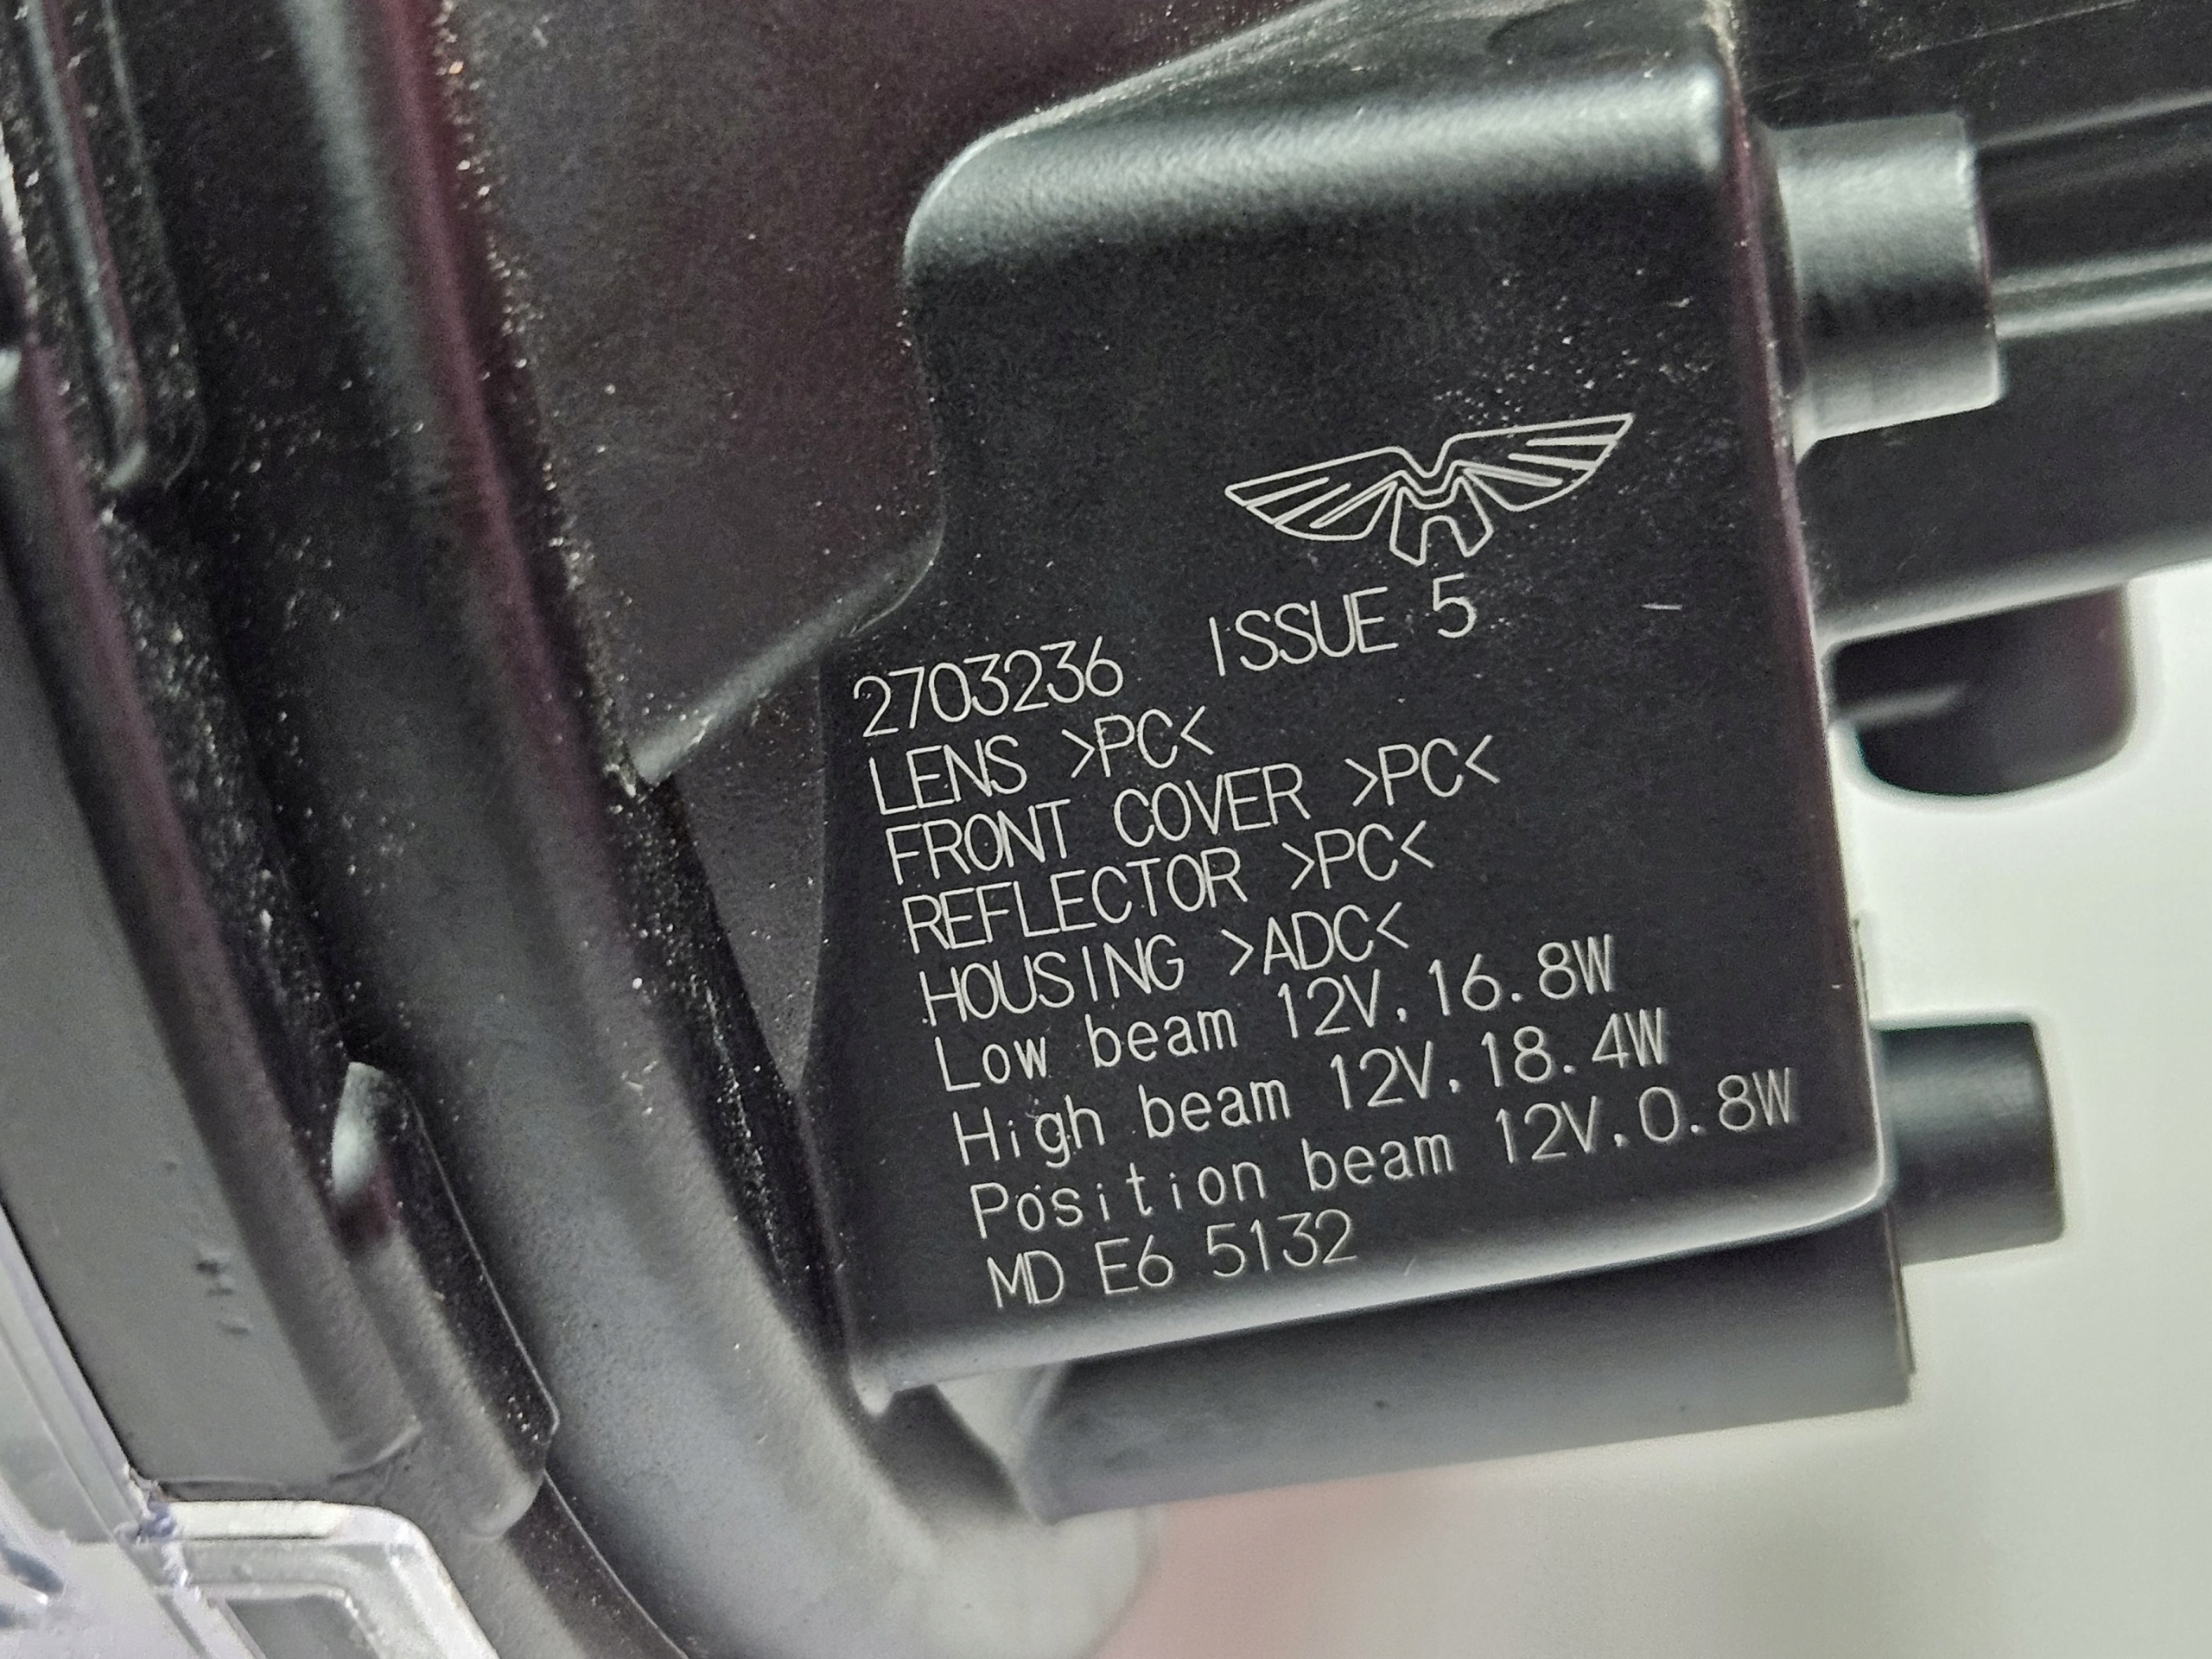 2703236 ISSUE 5
LENS >PC<
FRONT COVER >PC<
REFLECTOR >PC<
HOUSING >ADC<
Low beam 12V, 16.8W
High beam 12V, 18.4W
Position beam 12V, 0.8W
MD E6 5132